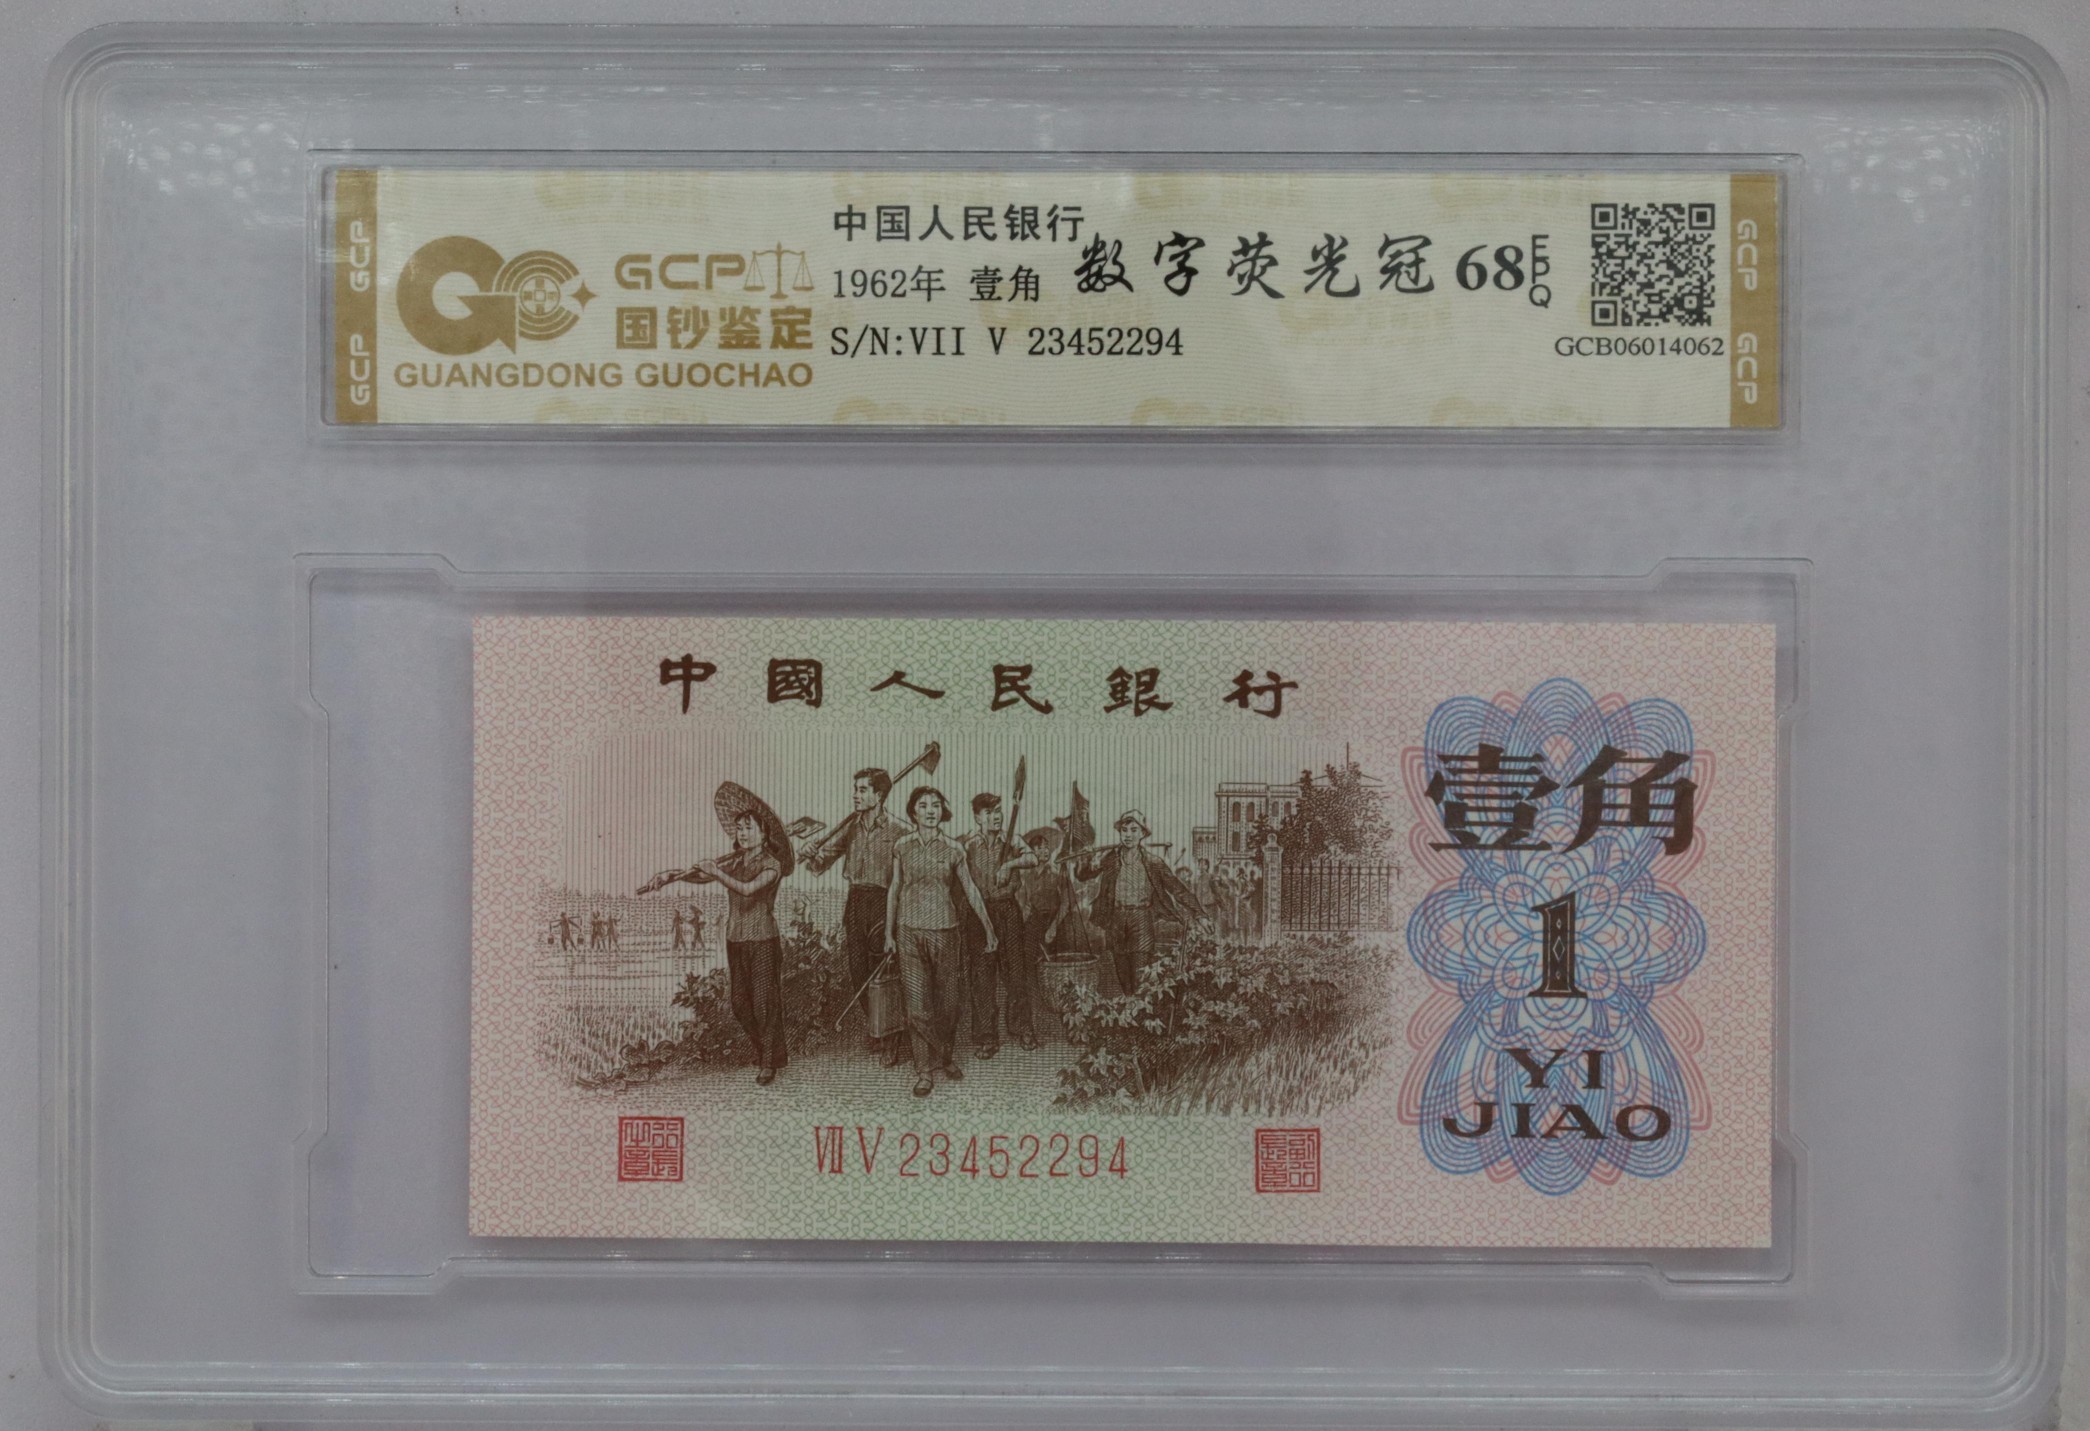 GCP GCP
GCP
国钞鉴定
GUANGDONG GUOCHAO
中国人民银行
1962年 壹角
S/N:VII V 23452294
数字荧光冠 68 EPQ
GCB06014062
GCP GCP
中國人民銀行
壹角
1
YI
JIAO
VII V 23452294